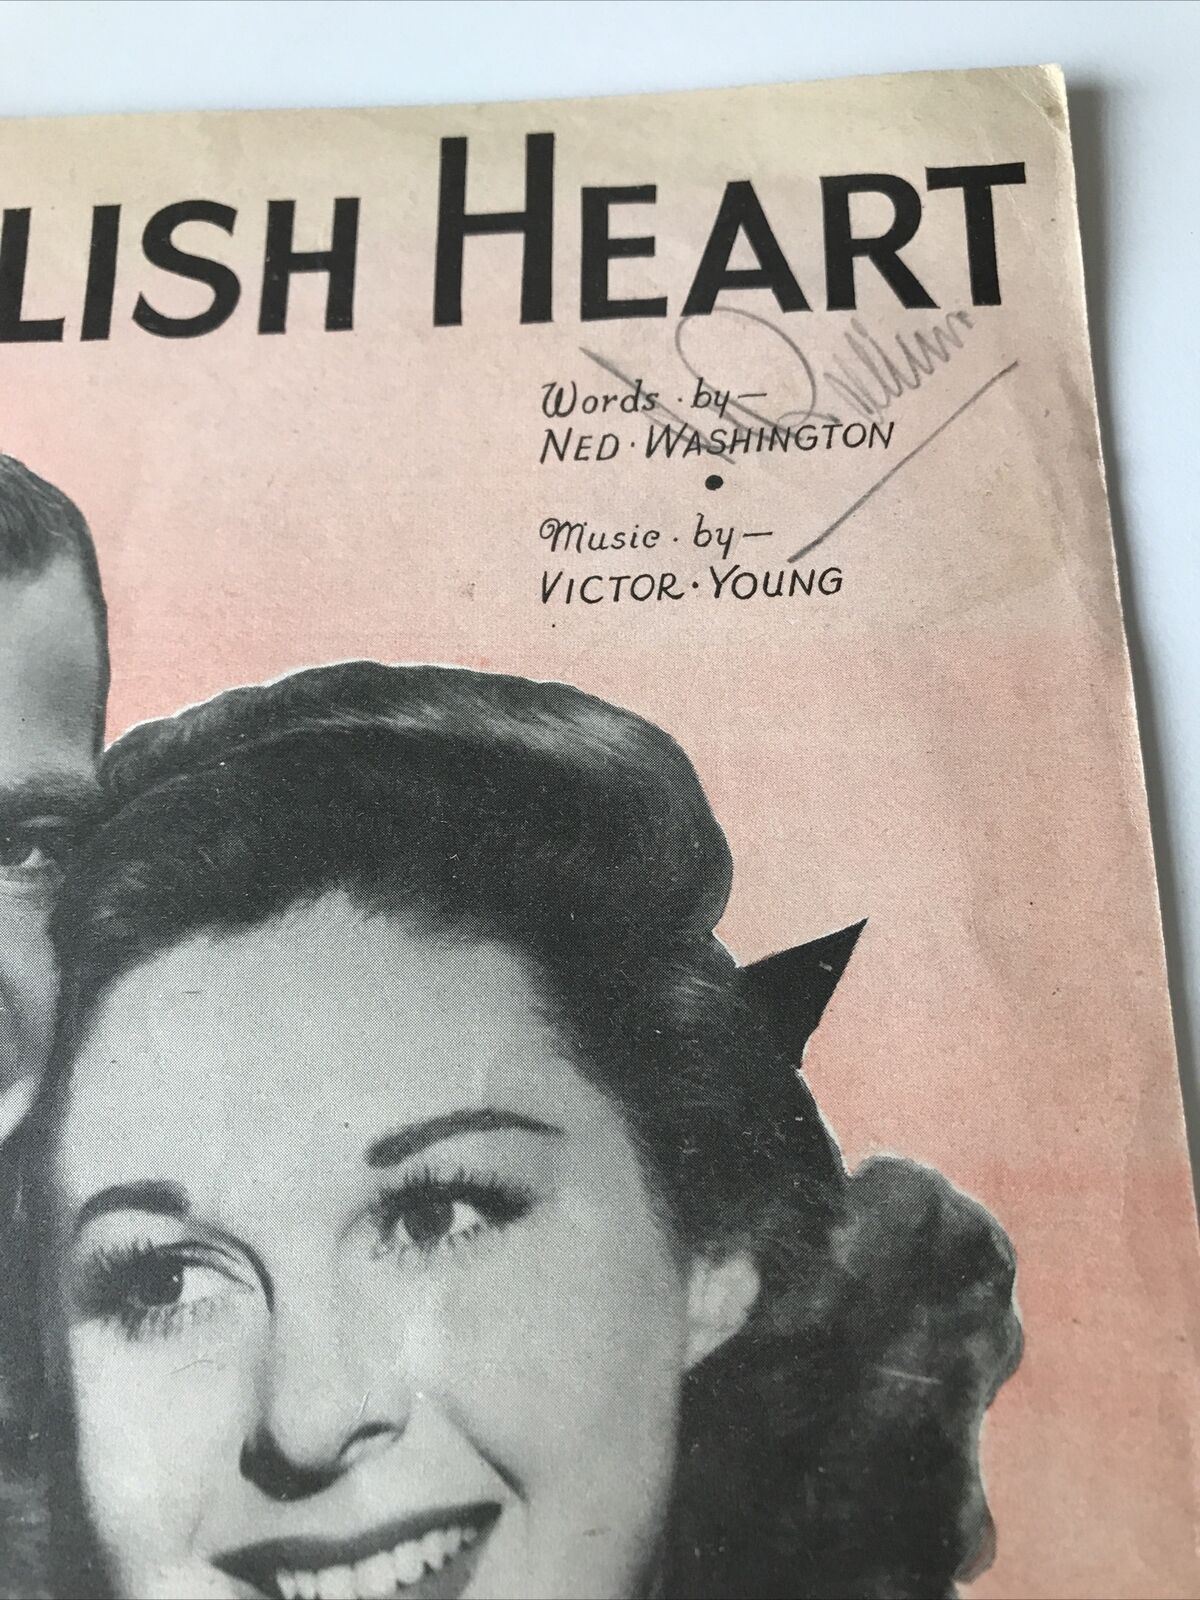 LISH HEART
Words · by—
NED · WASHINGTON
•
Music · by—
VICTOR · YOUNG